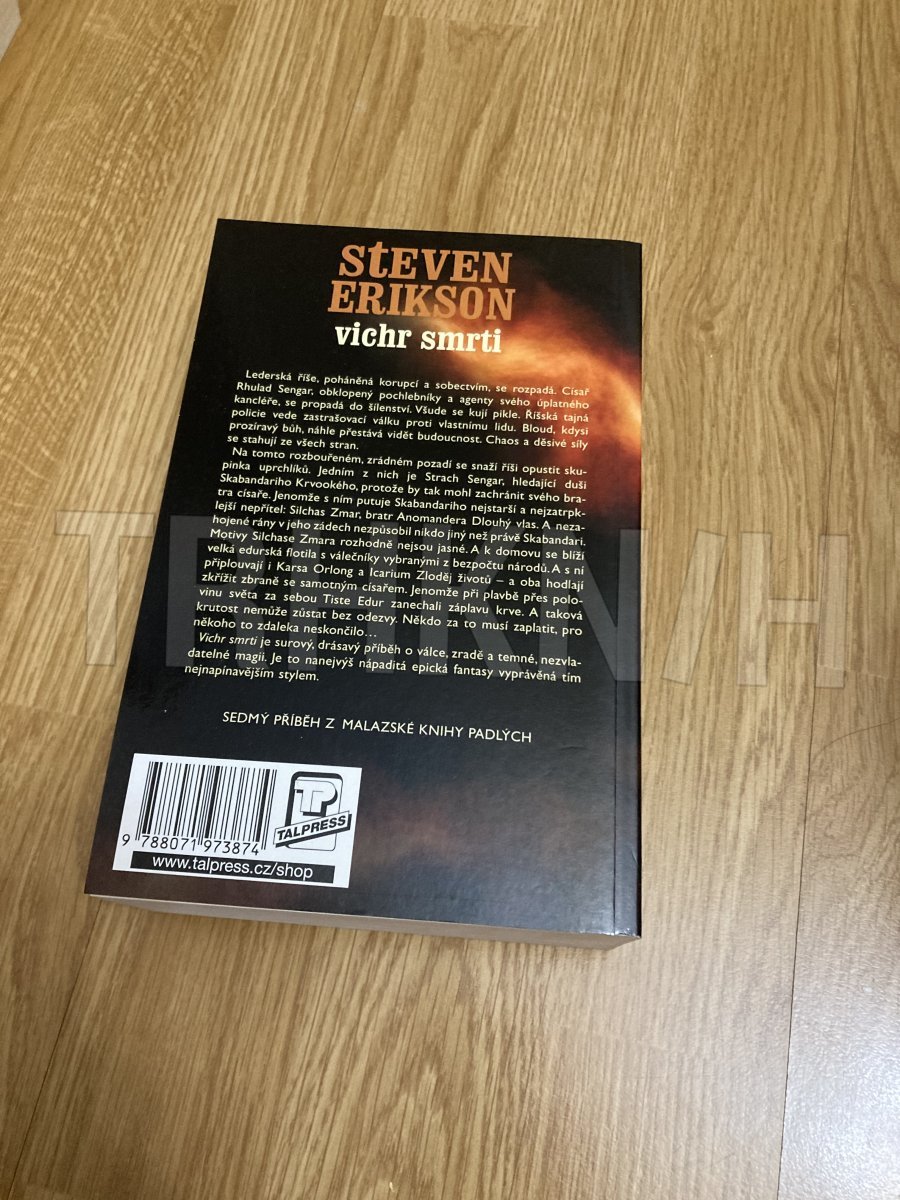 StEVEN
ERIKSON
vichr smrti
Lederská říše, poháněná korupcí a sobectvím, se rozpadá. Císař
Rhulad Sengar, obklopený pochlebníky a agenty svého úplatného
kancléře, se propadá do šílenství. Všude se kují pikle. Říšská tajná
policie vede zastrašovací válku proti vlastnímu lidu. Bloud, kdysi
prozíravý bůh, náhle přestává vidět budoucnost. Chaos a děsivé síly
se stahují ze všech stran.
Na tomto rozbouřeném, zrádném pozadí se snaží říši opustit sku-
pinka uprchlíků. Jedním z nich je Strach Sengar, hledající duši
Skabandariho Krvookého, protože by tak mohl zachránit svého bra-
tra císaře. Jenomže s ním putuje Skabandariho nejstarší a nejzatrpk-
lejší nepřítel: Silchas Zmar, bratr Anomandera Dlouhý vlas. A neza-
hojené rány v jeho zádech nezpůsobil nikdo jiný než právě Skabandari.
Motivy Silchase Zmara rozhodně nejsou jasné. A k domovu se blíží
velká edurská flotila s válečníky vybranými z bezpočtu národů. A s ní
připlouvají i Karsa Orlong a Icarium Zloděj životů – a oba hodlají
zkřížit zbraně se samotným císařem. Jenomže při plavbě přes polo-
vinu světa za sebou Tiste Edur zanechali záplavu krve. A taková
krutost nemůže zůstat bez odezvy. Někdo za to musí zaplatit, pro
někoho to zdaleka neskončilo...
Vichr smrti je surový, drásavý příběh o válce, zradě a temné, nezvla-
datelné magii. Je to nanejvýš nápaditá epická fantasy vyprávěná tím
nejnapínavějším stylem.
SEDMÝ PŘÍBĚH Z MALAZSKÉ KNIHY PADLÝCH
TP
TALPRESS
9 788071 973874
www.talpress.cz/shop